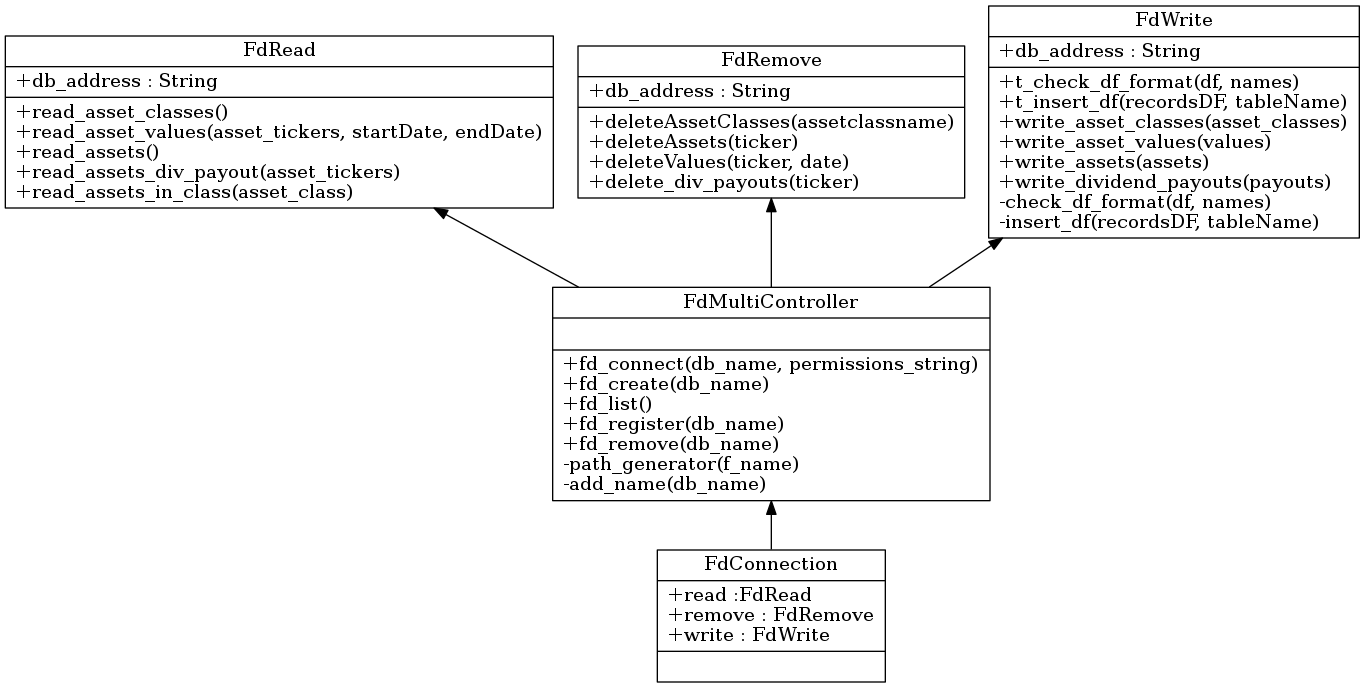 FdRead
+db_address : String
+read_asset_classes()
+read_asset_values(asset_tickers, startDate, endDate)
+read_assets()
+read_assets_div_payout(asset_tickers)
+read_assets_in_class(asset_class)
FdRemove
+db_address : String
+deleteAssetClasses(assetclassname)
+deleteAssets(ticker)
+deleteValues(ticker, date)
+delete_div_payouts(ticker)
FdWrite
+db_address : String
+t_check_df_format(df, names)
+t_insert_df(recordsDF, tableName)
+write_asset_classes(asset_classes)
+write_asset_values(values)
+write_assets(assets)
+write_dividend_payouts(payouts)
-check_df_format(df, names)
-insert_df(recordsDF, tableName)
FdMultiController
+fd_connect(db_name, permissions_string)
+fd_create(db_name)
+fd_list()
+fd_register(db_name)
+fd_remove(db_name)
-path_generator(f_name)
-add_name(db_name)
FdConnection
+read :FdRead
+remove : FdRemove
+write : FdWrite